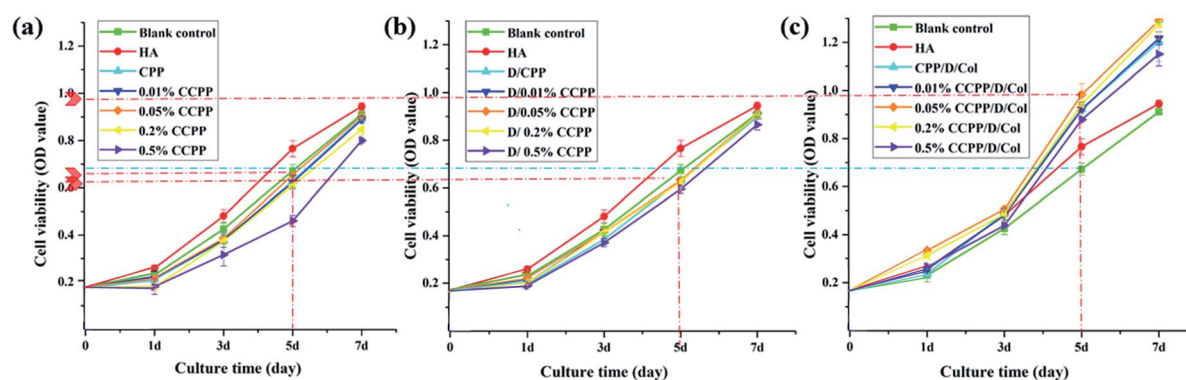 (a)
Cell viability (OD value)
1.2
1.0
0.8
0.6
0.4
0.2
Blank control
HA
CPP
0.01% CCPP
0.05% CCPP
0.2% CCPP
0.5% CCPP
0 1d 3d 5d 7d
Culture time (day)
(b)
Cell viability (OD value)
1.2
1.0
0.8
0.6
0.4
0.2
Blank control
HA
D/CPP
D/0.01% CCPP
D/0.05% CCPP
D/ 0.2% CCPP
D/ 0.5% CCPP
0 1d 3d 5d 7d
Culture time (day)
(c)
Cell viability (OD value)
1.2
1.0
0.8
0.6
0.4
0.2
Blank control
HA
CPP/D/Col
0.01% CCPP/D/Col
0.05% CCPP/D/Col
0.2% CCPP/D/Col
0.5% CCPP/D/Col
0 1d 3d 5d 7d
Culture time (day)